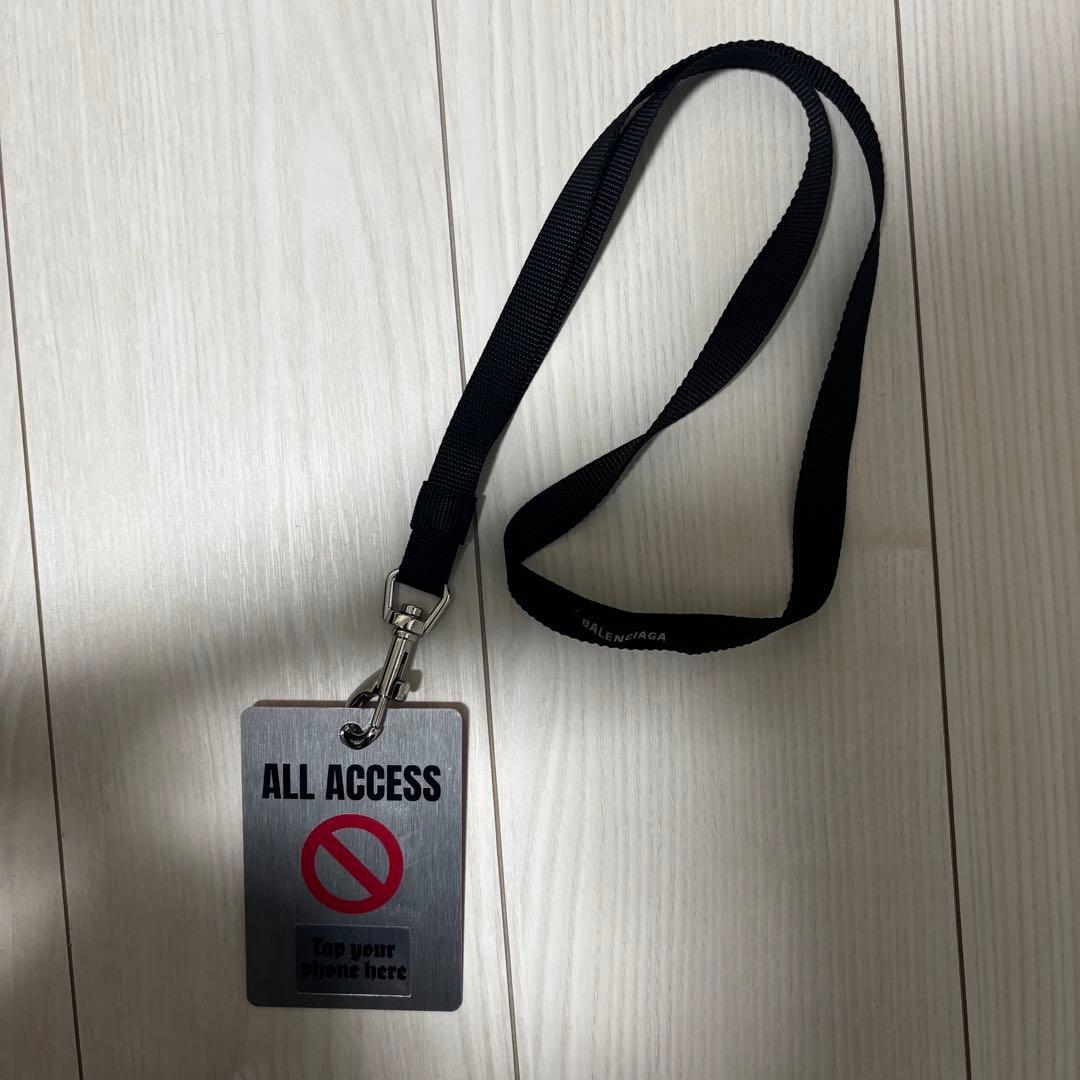 BALENCIAGA
ALL ACCESS
Tap your
phone here